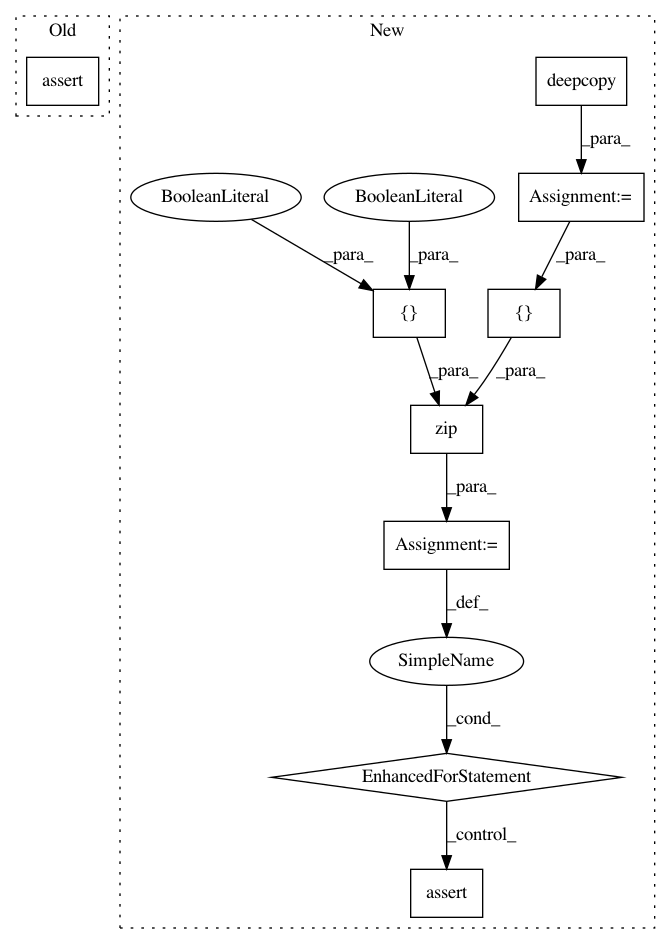 Old
New
assert
deepcopy
_para_
BooleanLiteral
BooleanLiteral
Assignment:=
_para_
_para_
_para_
{}
{}
_para_
_para_
zip
_para_
Assignment:=
_def_
SimpleName
_cond_
EnhancedForStatement
_control_
assert